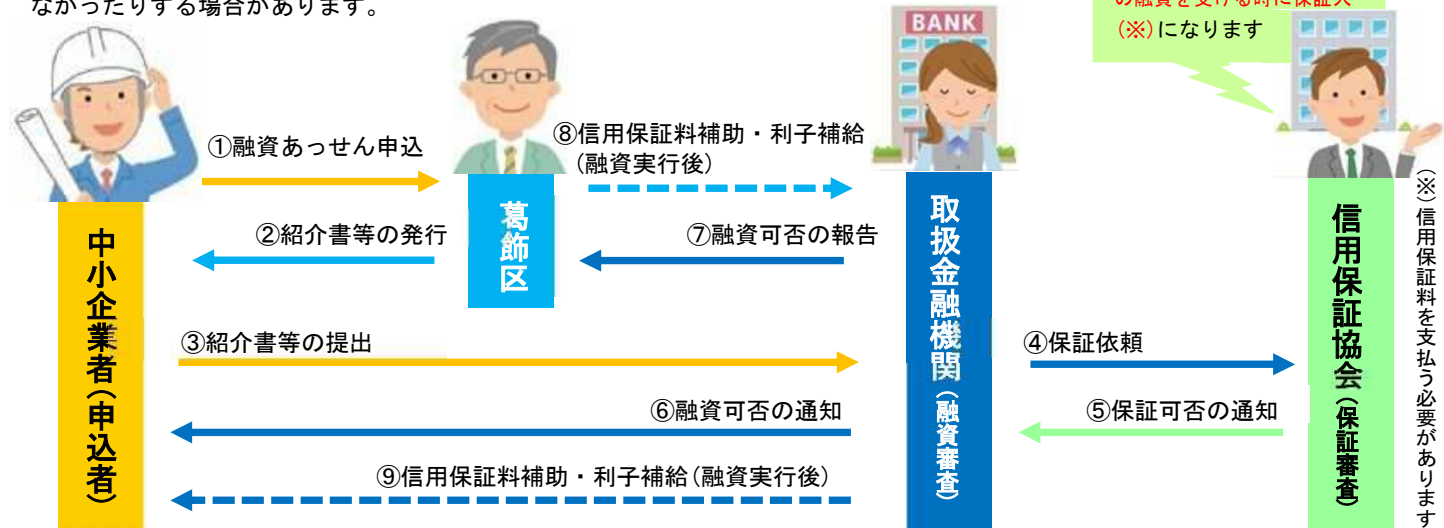 なかったりする場合があります。
の融資を受ける時に保証人
(※)になります
BANK
①融資あっせん申込
⑧信用保証料補助・利子補給
(融資実行後)
②紹介書等の発行
⑦融資可否の報告
③紹介書等の提出
④保証依頼
⑥融資可否の通知
⑤保証可否の通知
⑨信用保証料補助・利子補給(融資実行後)
中小企業者(申込者)
葛飾区
取扱金融機関(融資審査)
信用保証協会(保証審査)
(※)信用保証料を支払う必要があります